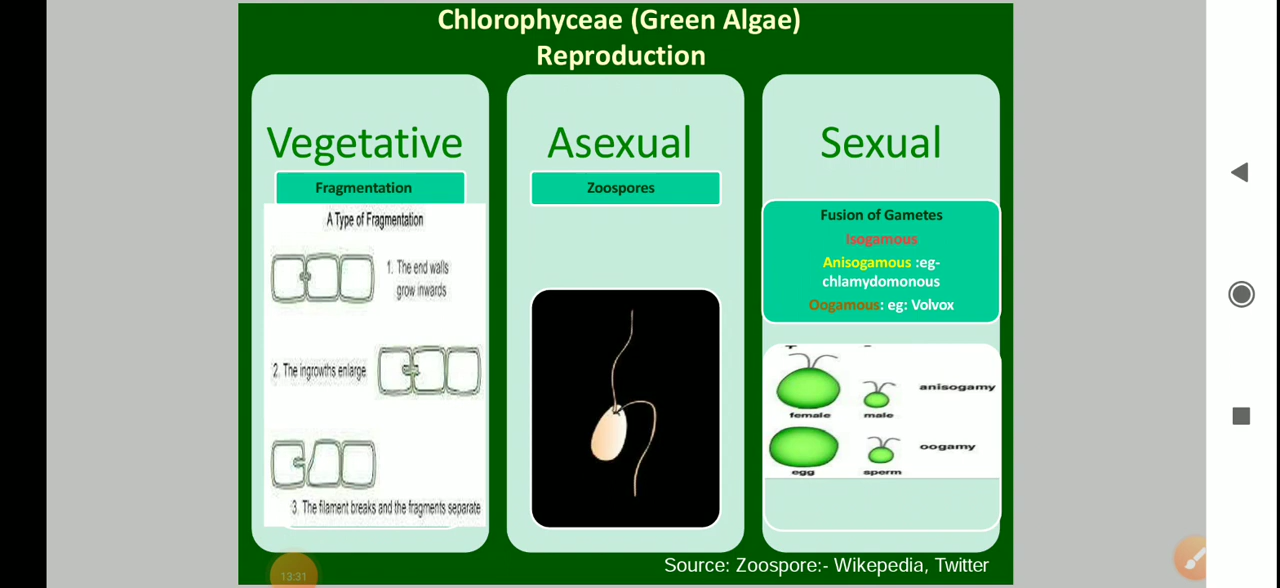 Chlorophyceae (Green Algae)
Reproduction
Vegetative
Fragmentation
A Type of Fragmentation
1. The end walls
grow inwards
2. The ingrowths enlarge
3. The filament breaks and the fragments separate
Asexual
Zoospores
Sexual
Fusion of Gametes
Isogamous
Anisogamous :eg-
chlamydomonous
Oogamous: eg: Volvox
anisogamy
female male
oogamy
egg sperm
Source: Zoospore:- Wikepedia, Twitter
13:31